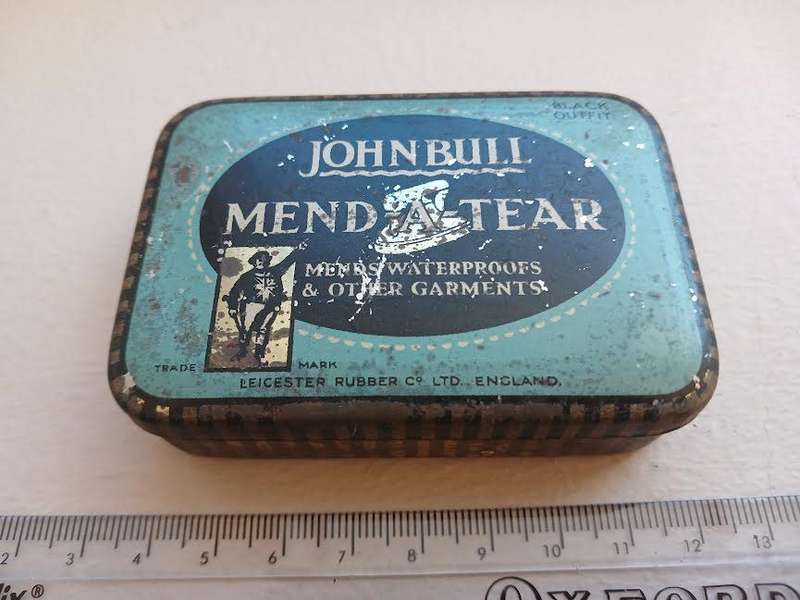 BLACK
OUTFIT
JOHN BULL
MEND-A-TEAR
MENDS WATERPROOFS
& OTHER GARMENTS
TRADE MARK
LEICESTER RUBBER Cº LTD. ENGLAND.
2 3 4 5 6 7 8 9 10 11 12 13
lix® OXFORD